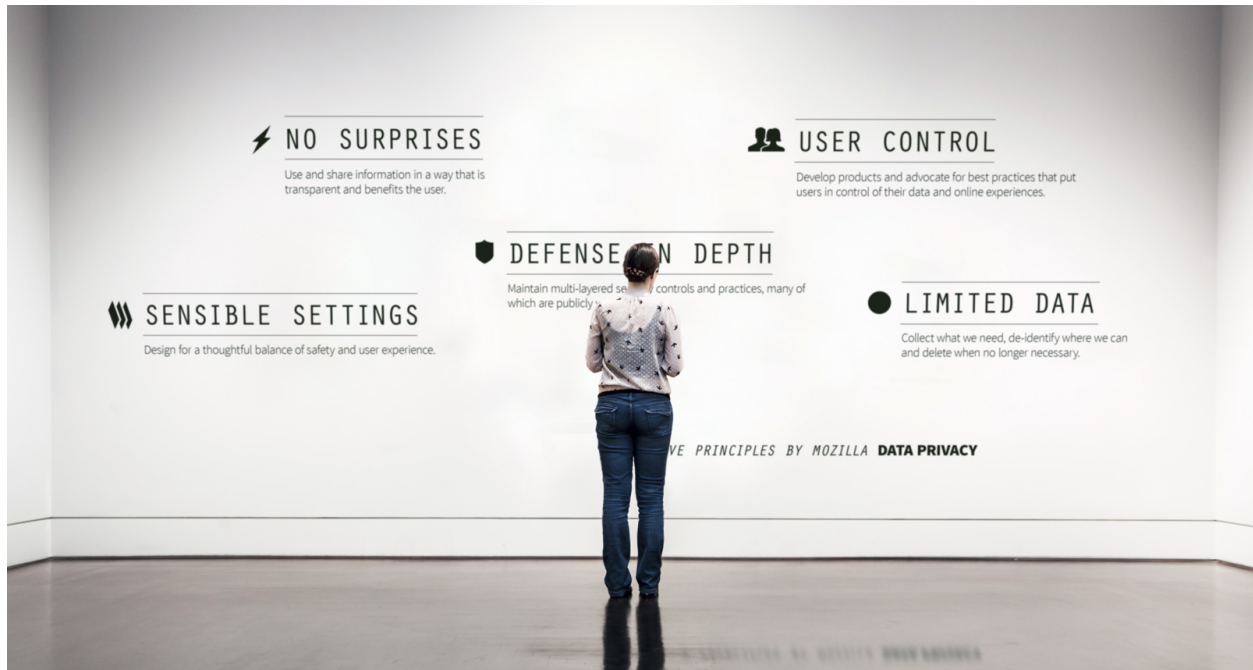 NO SURPRISES
Use and share information in a way that is
transparent and benefits the user.
USER CONTROL
Develop products and advocate for best practices that put
users in control of their data and online experiences.
DEFENSE IN DEPTH
Maintain multi-layered controls and practices, many of
which are publicly
SENSIBLE SETTINGS
Design for a thoughtful balance of safety and user experience.
LIMITED DATA
Collect what we need, de-identify where we can
and delete when no longer necessary.
PRINCIPLES BY MOZILLA DATA PRIVACY